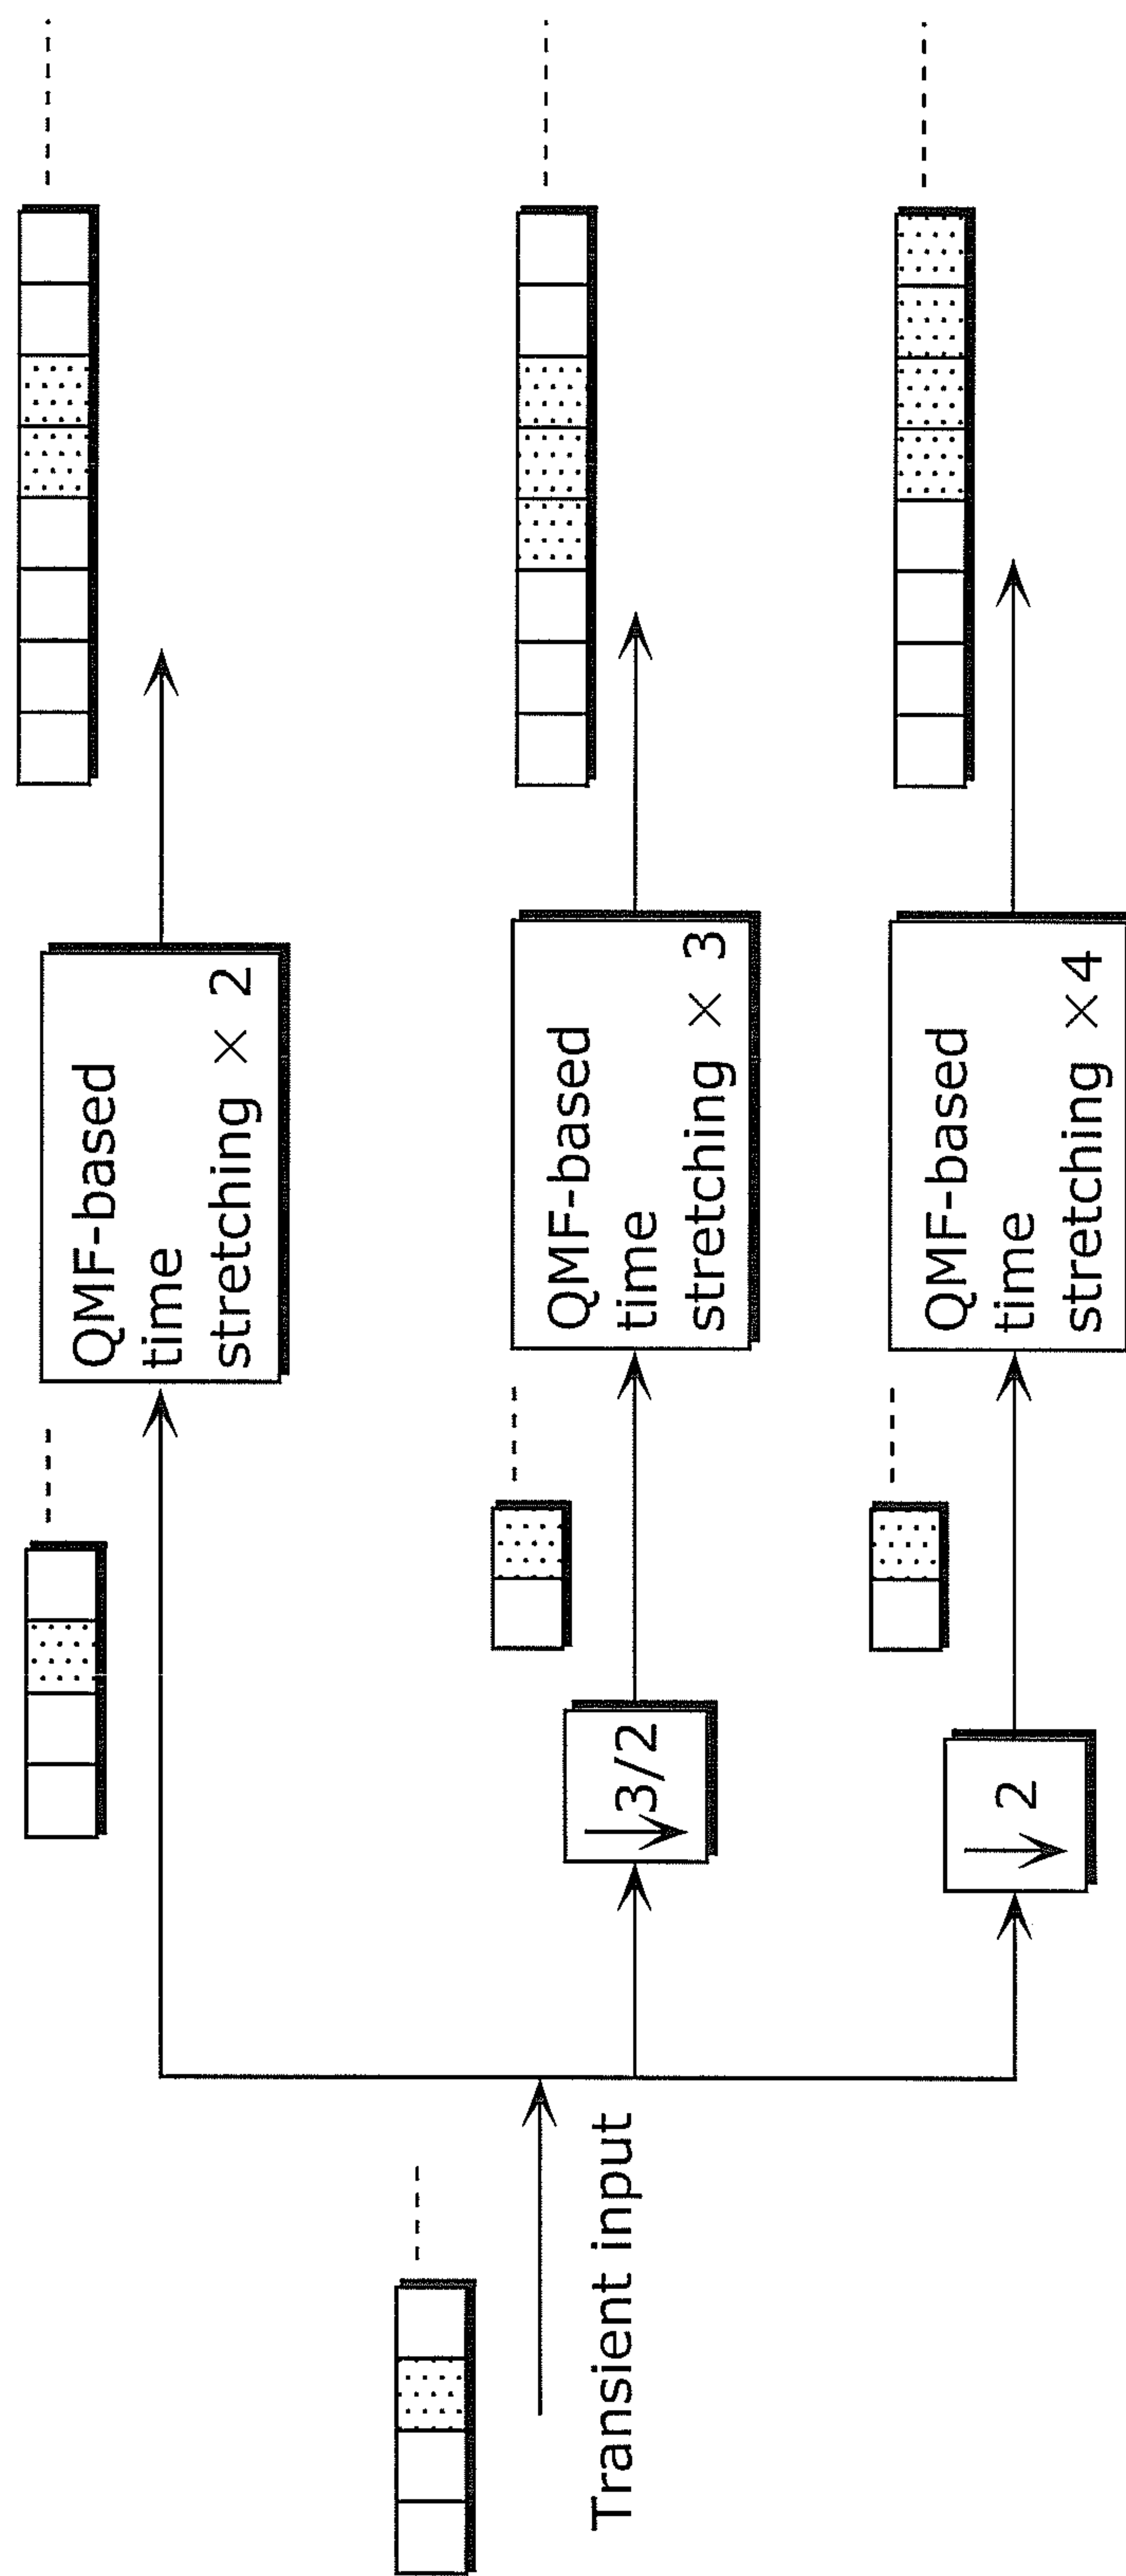 Transient input
QMF-based
time
stretching × 2
3/2
QMF-based
time
stretching × 3
2
QMF-based
time
stretching ×4